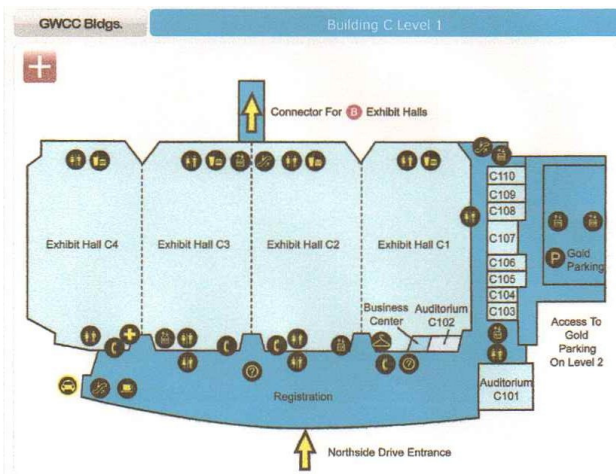 GWCC Bldgs.
Building C Level 1
Connector For B Exhibit Halls
C110
C109
C108
C107
C106
C105
C104
C103
Exhibit Hall C4
Exhibit Hall C3
Exhibit Hall C2
Exhibit Hall C1
P Gold
Parking
Business
Center
Auditorium
C102
Access To
Gold
Parking
On Level 2
Auditorium
C101
?
?
Registration
Northside Drive Entrance